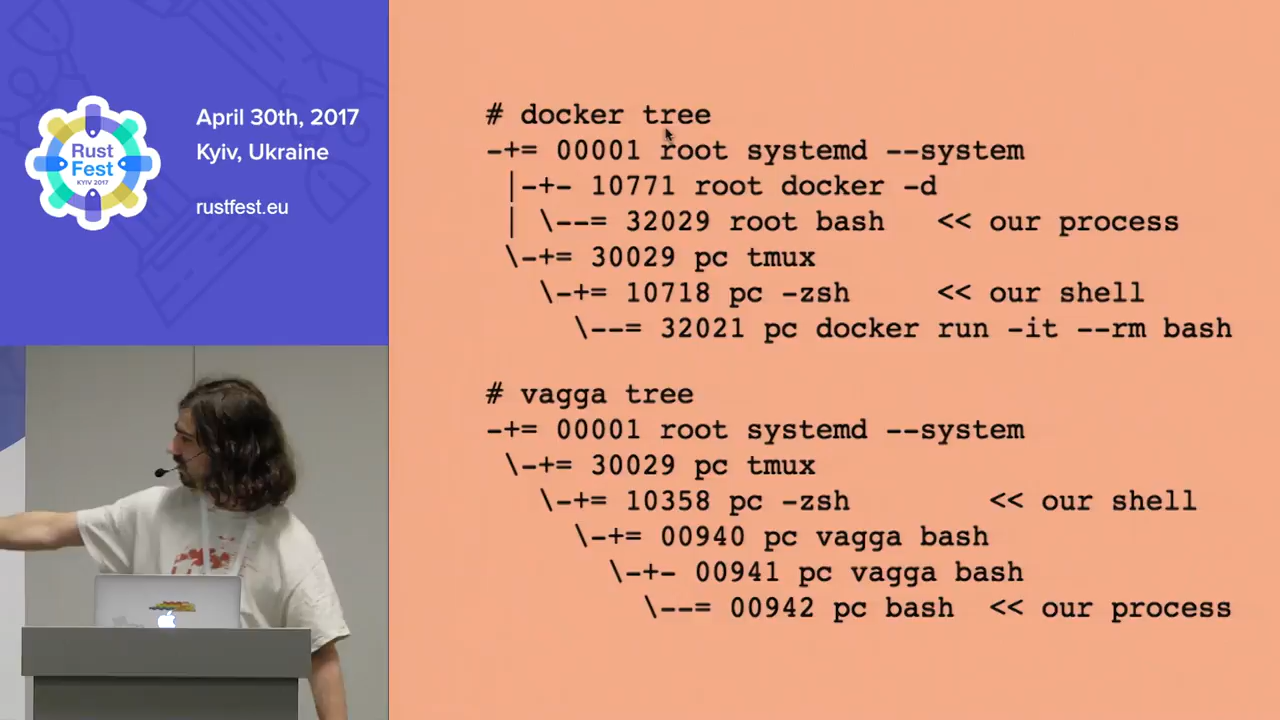 Rust
Fest
KYIV 2017
April 30th, 2017
Kyiv, Ukraine
rustfest.eu
# docker tree
-+= 00001 root systemd --system
 |-+- 10771 root docker -d
 | \--= 32029 root bash   << our process
 \-+= 30029 pc tmux
   \-+= 10718 pc -zsh     << our shell
     \--= 32021 pc docker run -it --rm bash
# vagga tree
-+= 00001 root systemd --system
 \-+= 30029 pc tmux
   \-+= 10358 pc -zsh        << our shell
     \-+= 00940 pc vagga bash
       \-+- 00941 pc vagga bash
         \--= 00942 pc bash  << our process